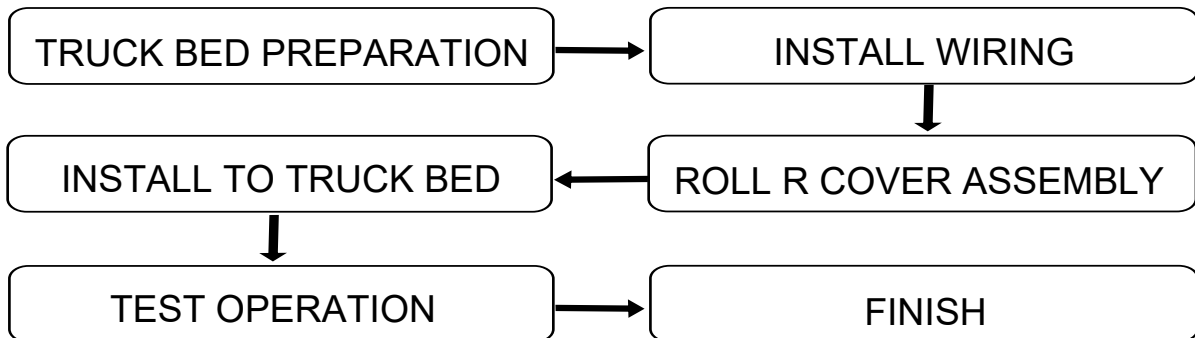 TRUCK BED PREPARATION
INSTALL WIRING
ROLL R COVER ASSEMBLY
INSTALL TO TRUCK BED
TEST OPERATION
FINISH